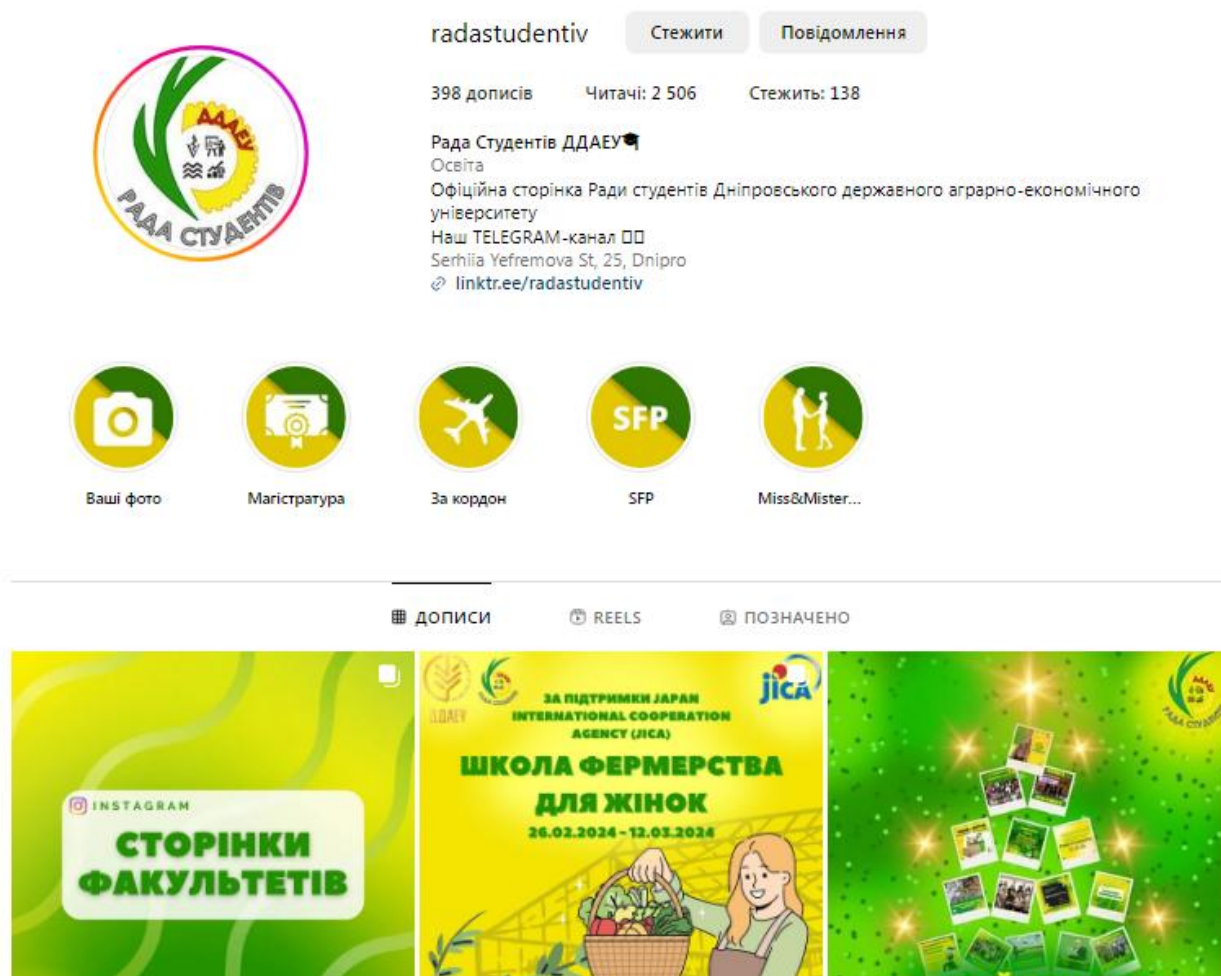 radastudentiv
Стежити
Повідомлення
398 дописів
Читачі: 2 506
Стежить: 138
ДДАЕУ
РАДА СТУДЕНТІВ
Рада Студентів ДДАЕУ🎓
Освіта
Офіційна сторінка Ради студентів Дніпровського державного аграрно-економічного
університету
Наш TELEGRAM-канал
Serhiia Yefremova St, 25, Dnipro
linktr.ee/radastudentiv
SFP
Ваші фото
Магістратура
За кордон
SFP
Miss&Mister...
ДОПИСИ
REELS
ПОЗНАЧЕНО
INSTAGRAM
СТОРІНКИ
ФАКУЛЬТЕТІВ
ДДАЕУ
JICA
ЗА ПІДТРИМКИ JAPAN
INTERNATIONAL COOPERATION
AGENCY (JICA)
ШКОЛА ФЕРМЕРСТВА
ДЛЯ ЖІНОК
26.02.2024 - 12.03.2024